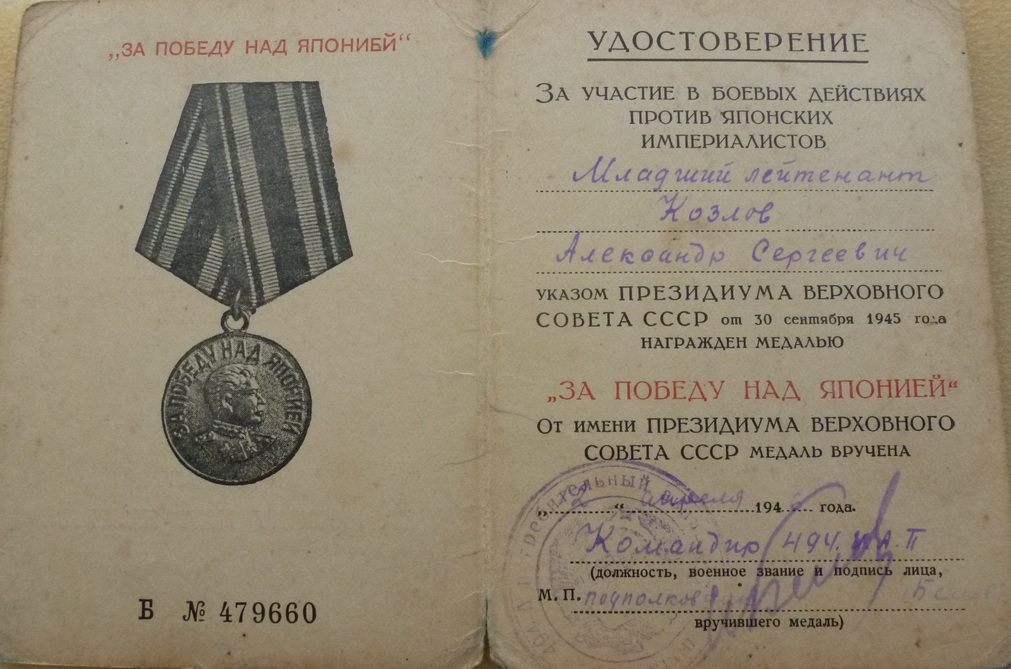 „ЗА ПОБЕДУ НАД ЯПОНИЕЙ“
ЗА ПОБЕДУ НАД ЯПОНИЕЙ
Б № 479660
УДОСТОВЕРЕНИЕ
ЗА УЧАСТИЕ В БОЕВЫХ ДЕЙСТВИЯХ
ПРОТИВ ЯПОНСКИХ
ИМПЕРИАЛИСТОВ
Младший лейтенант
Козлов
Александр Сергеевич
УКАЗОМ ПРЕЗИДИУМА ВЕРХОВНОГО
СОВЕТА СССР от 30 сентября 1945 года
НАГРАЖДЕН МЕДАЛЬЮ
„ЗА ПОБЕДУ НАД ЯПОНИЕЙ“
ОТ ИМЕНИ ПРЕЗИДИУМА ВЕРХОВНОГО
СОВЕТА СССР МЕДАЛЬ ВРУЧЕНА
„2“ апреля 194 года.
Командир 494
(должность, военное звание и подпись лица,
М. П.
вручившего медаль)